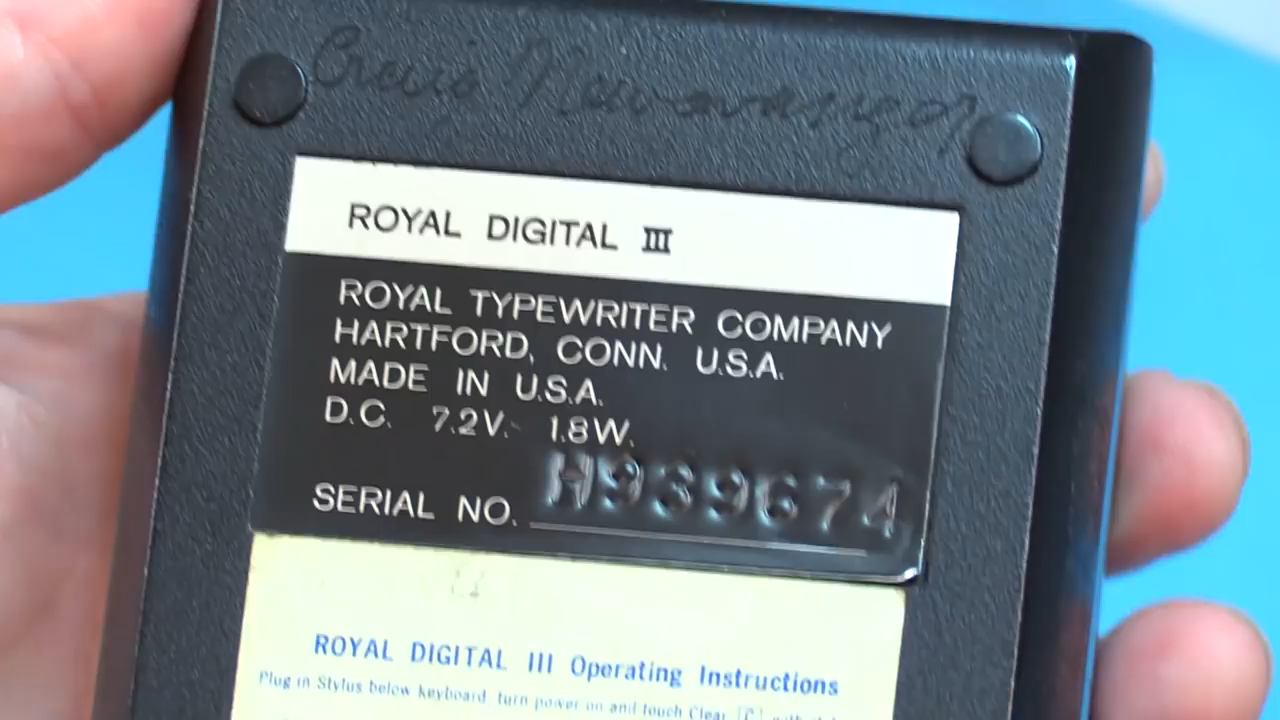 ROYAL DIGITAL III
ROYAL TYPEWRITER COMPANY
HARTFORD, CONN. U.S.A.
MADE IN U.S.A.
D.C. 7.2V. 1.8W.
SERIAL NO. H939674
ROYAL DIGITAL III Operating Instructions
Plug in Stylus below keyboard turn power on and touch Clear [C]